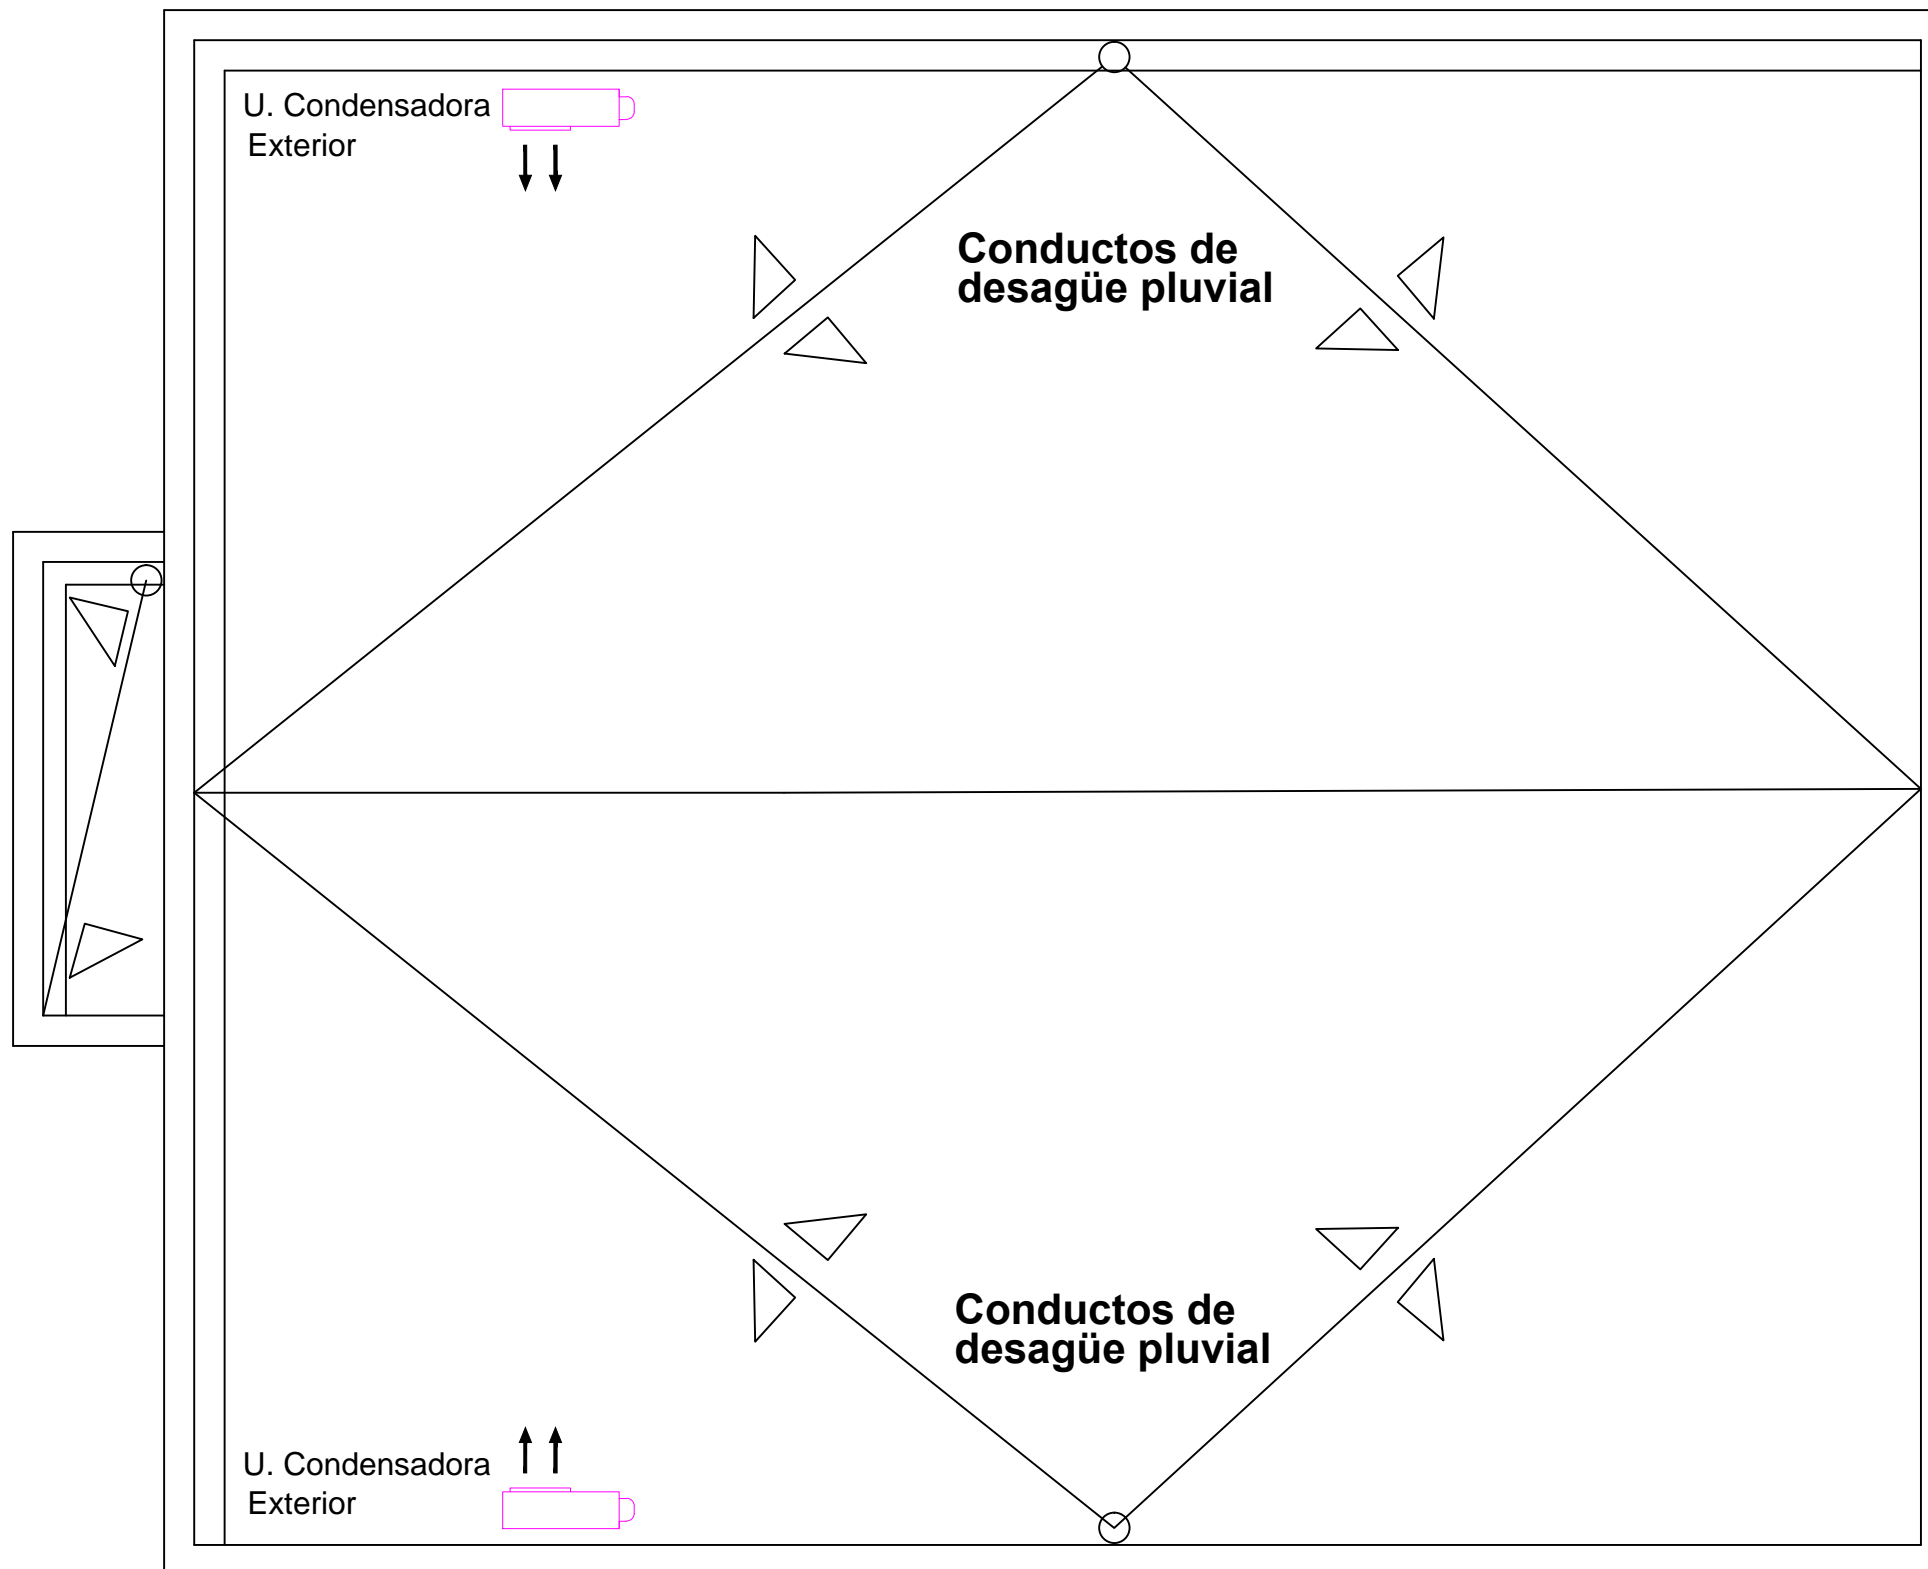 U. Condensadora
Exterior
Conductos de
desagüe pluvial
Conductos de
desagüe pluvial
U. Condensadora
Exterior